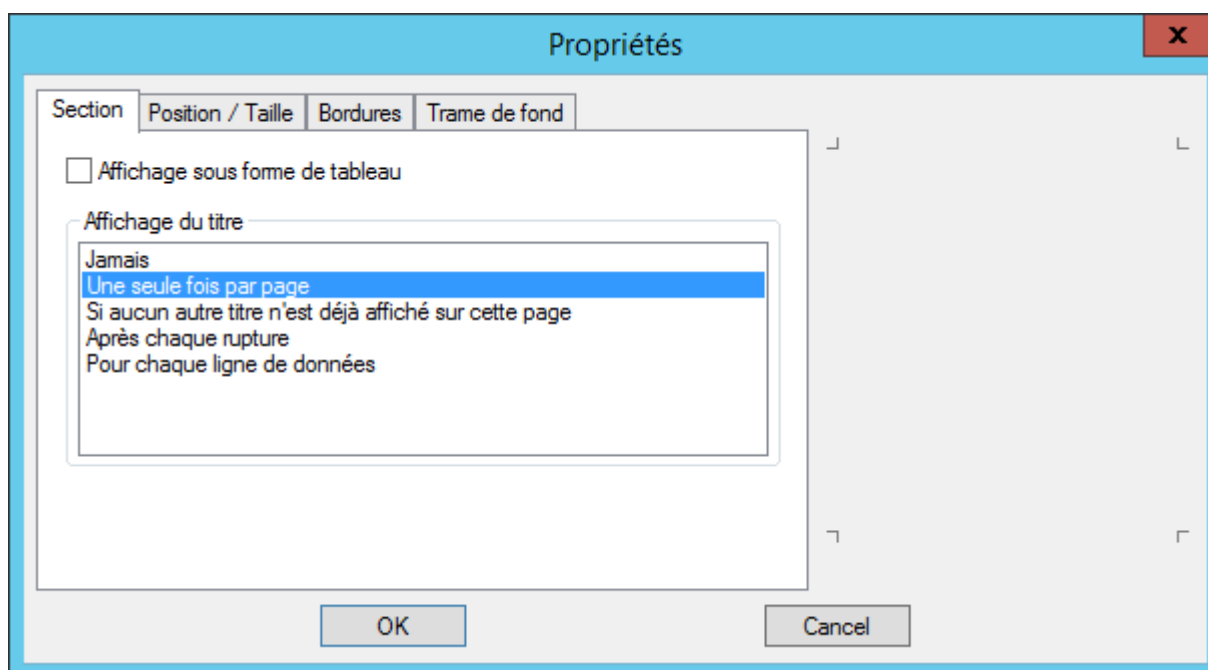 Propriétés
x
Section
Position / Taille
Bordures
Trame de fond
Affichage sous forme de tableau
Affichage du titre
Jamais
Une seule fois par page
Si aucun autre titre n'est déjà affiché sur cette page
Après chaque rupture
Pour chaque ligne de données
OK
Cancel